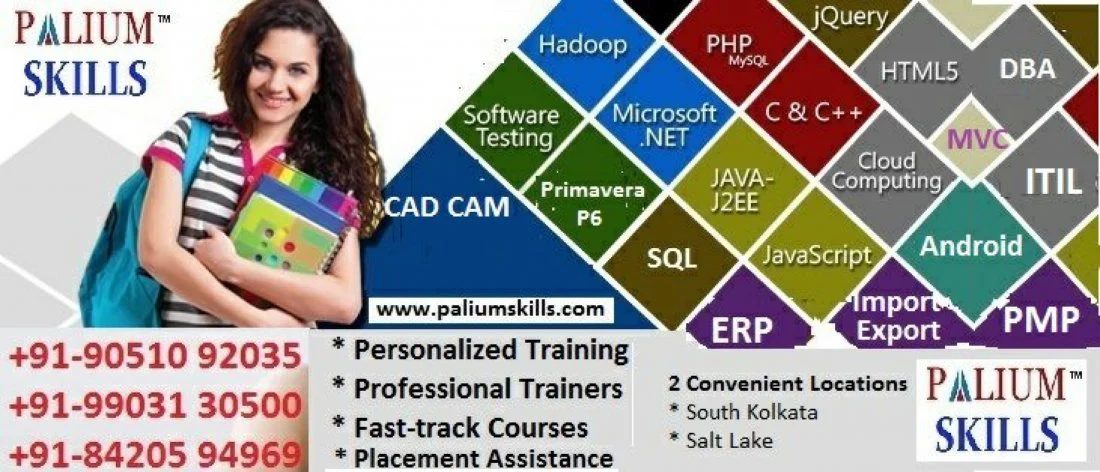 PALIUM™
SKILLS
jQuery
Hadoop
PHP
MySQL
HTML5
DBA
Software
Testing
Microsoft
.NET
C & C++
MVC
CAD CAM
Primavera
P6
JAVA-
J2EE
Cloud
Computing
ITIL
SQL
JavaScript
Android
www.paliumskills.com
ERP
Import
Export
PMP
+91-90510 92035
+91-99031 30500
+91-84205 94969
* Personalized Training
* Professional Trainers
* Fast-track Courses
* Placement Assistance
2 Convenient Locations
* South Kolkata
* Salt Lake
PALIUM™
SKILLS